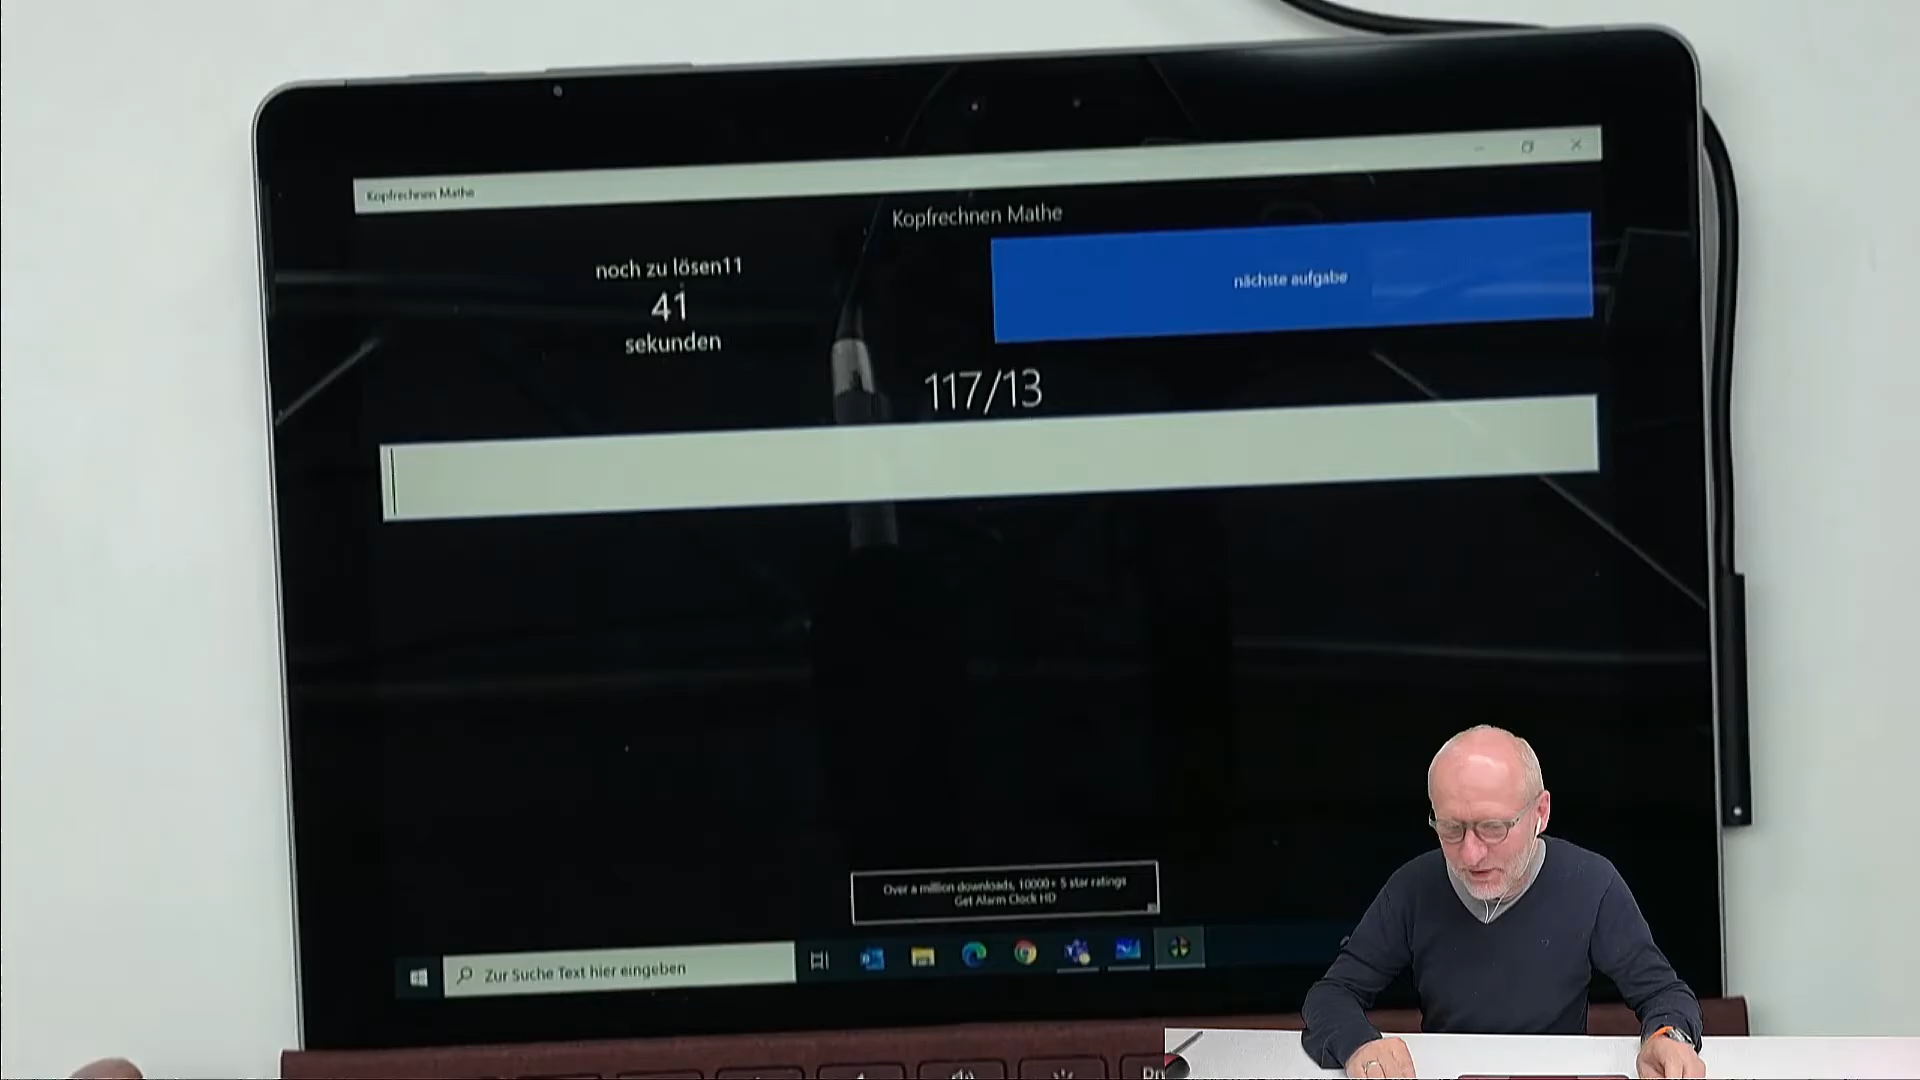 Kopfrechnen Mathe
Kopfrechnen Mathe
noch zu lösen11
41
sekunden
nächste aufgabe
117/13
Over a million downloads, 10000+ 5 star ratings
Get Alarm Clock HD
Zur Suche Text hier eingeben